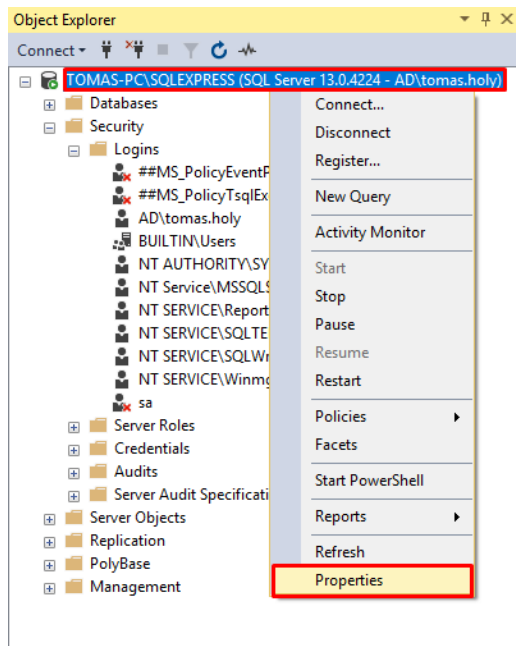 Object Explorer
Connect
TOMAS-PC\SQLEXPRESS (SQL Server 13.0.4224 - AD\tomas.holy)
Databases
Security
Logins
##MS_PolicyEventP
##MS_PolicyTsqlEx
AD\tomas.holy
BUILTIN\Users
NT AUTHORITY\SY
NT Service\MSSQLS
NT SERVICE\Report
NT SERVICE\SQLTE
NT SERVICE\SQLWr
NT SERVICE\Winmg
sa
Server Roles
Credentials
Audits
Server Audit Specificati
Server Objects
Replication
PolyBase
Management
Connect...
Disconnect
Register...
New Query
Activity Monitor
Start
Stop
Pause
Resume
Restart
Policies
Facets
Start PowerShell
Reports
Refresh
Properties